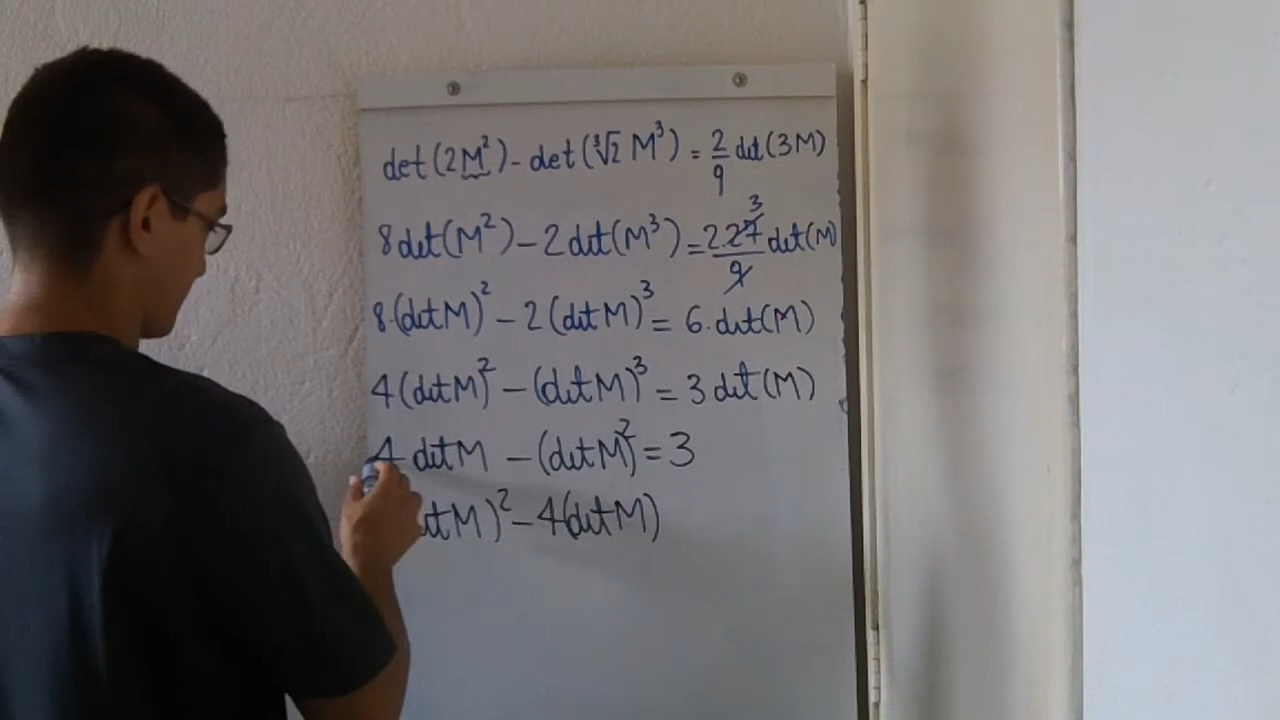 det(2M²) - det(∛2 M³) = 2/9 det(3M)
8 det(M²) - 2 det(M³) = 2.27/9 det(M) 3
8.(det M)² - 2(det M)³ = 6.det(M)
4(det M)² - (det M)³ = 3 det(M)
4 det M - (det M)² = 3
M)² - 4(det M)